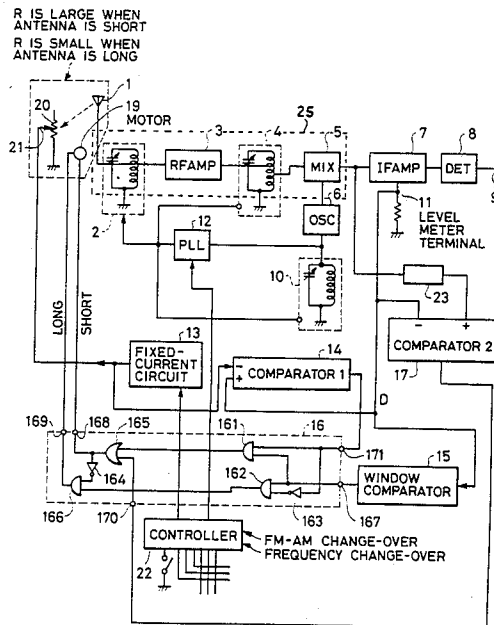 R IS LARGE WHEN
ANTENNA IS SHORT
R IS SMALL WHEN
ANTENNA IS LONG
1
20
19
MOTOR
21
25
3
4
5
7
8
RFAMP
MIX
IFAMP
DET
9
6
OSC
11
LEVEL
METER
TERMINAL
2
12
PLL
10
23
LONG
SHORT
13
FIXED-
CURRENT
CIRCUIT
14
COMPARATOR 1
- +
- +
COMPARATOR 2
17
D
169
168
165
161
16
171
15
WINDOW
COMPARATOR
162
164
166
170
163
167
CONTROLLER
22
FM-AM CHANGE-OVER
FREQUENCY CHANGE-OVER